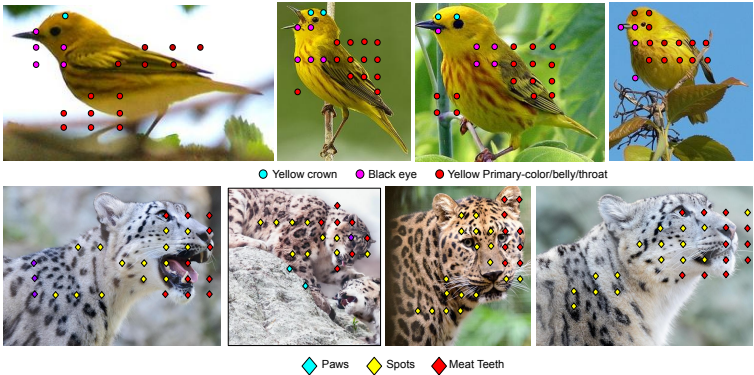 Yellow crown Black eye Yellow Primary-color/belly/throat
Paws Spots Meat Teeth